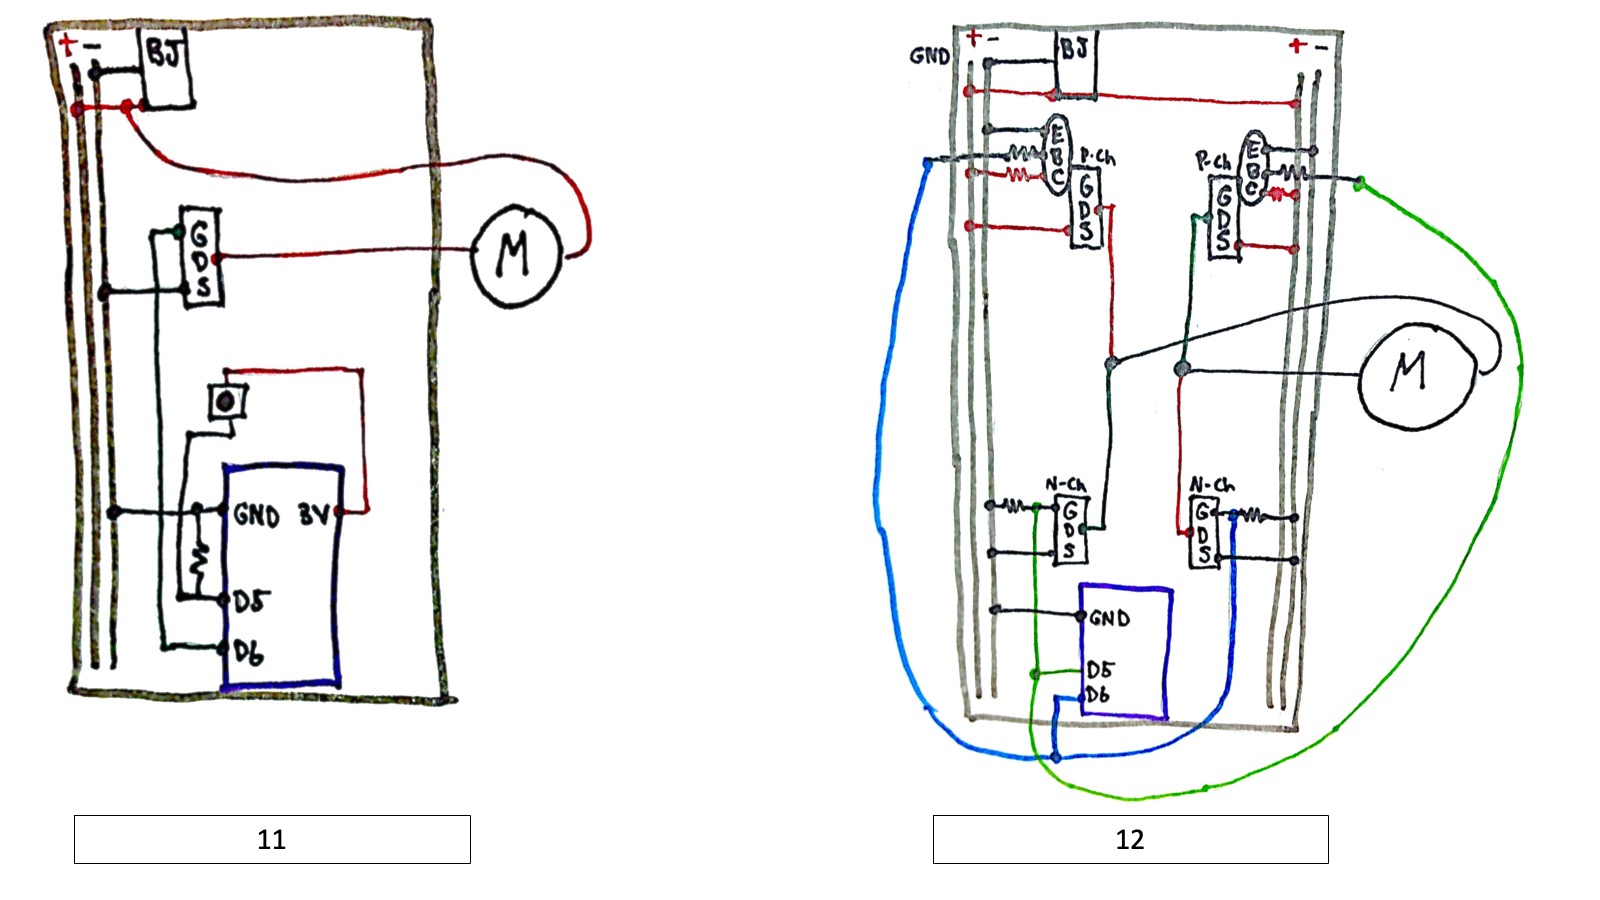 + -
BJ
G
D
S
M
GND 3V
D5
D6
11
GND
+ -
BJ
+ -
E
B
C
P-Ch
G
D
S
P-Ch
E
B
C
G
D
S
M
N-Ch
G
D
S
N-Ch
G
D
S
GND
D5
D6
12